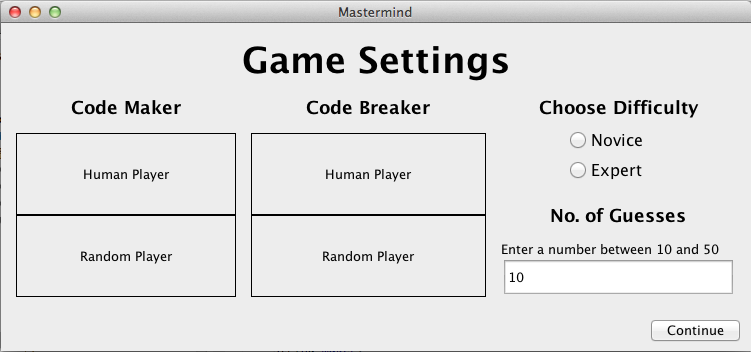 Mastermind
Game Settings
Code Maker
Human Player
Random Player
Code Breaker
Human Player
Random Player
Choose Difficulty
Novice
Expert
No. of Guesses
Enter a number between 10 and 50
10
Continue